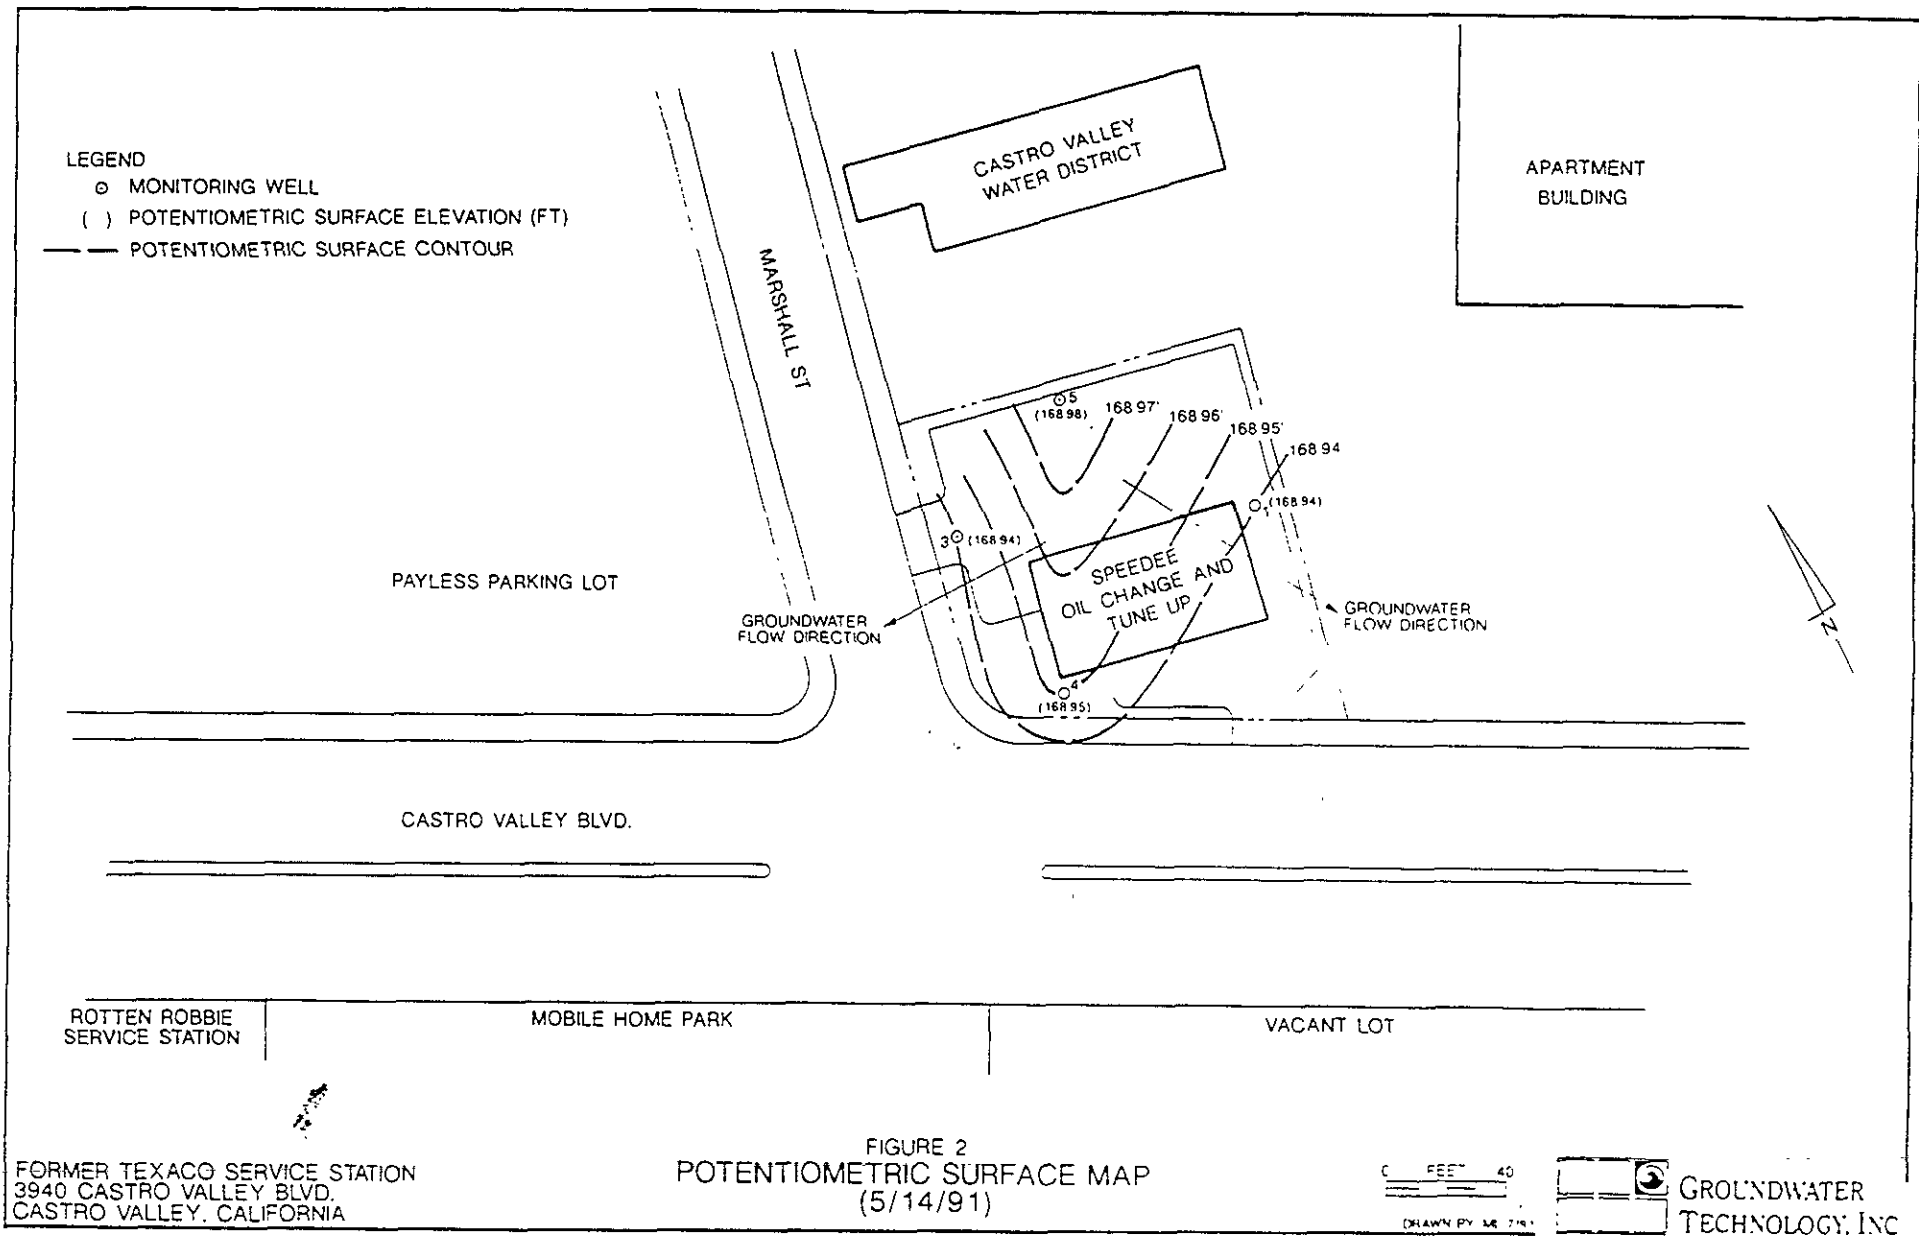 LEGEND
MONITORING WELL
( ) POTENTIOMETRIC SURFACE ELEVATION (FT)
POTENTIOMETRIC SURFACE CONTOUR
CASTRO VALLEY
WATER DISTRICT
APARTMENT
BUILDING
MARSHALL ST
5
(168 98)
168 97'
168 96'
168 95'
168 94
1
(168 94)
3
(168 94)
SPEEDEE
OIL CHANGE AND
TUNE UP
PAYLESS PARKING LOT
GROUNDWATER
FLOW DIRECTION
GROUNDWATER
FLOW DIRECTION
N
4
(168 95)
CASTRO VALLEY BLVD.
ROTTEN ROBBIE
SERVICE STATION
MOBILE HOME PARK
VACANT LOT
FORMER TEXACO SERVICE STATION
3940 CASTRO VALLEY BLVD.
CASTRO VALLEY, CALIFORNIA
FIGURE 2
POTENTIOMETRIC SURFACE MAP
(5/14/91)
FEET 40
DRAWN BY
GROUNDWATER
TECHNOLOGY, INC